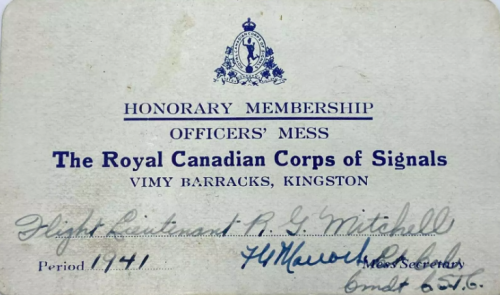 HONORARY MEMBERSHIP
OFFICERS' MESS
The Royal Canadian Corps of Signals
VIMY BARRACKS, KINGSTON
Flight Lieutenant R. G. Mitchell
Period 1941 Mess Secretary
Cmdt